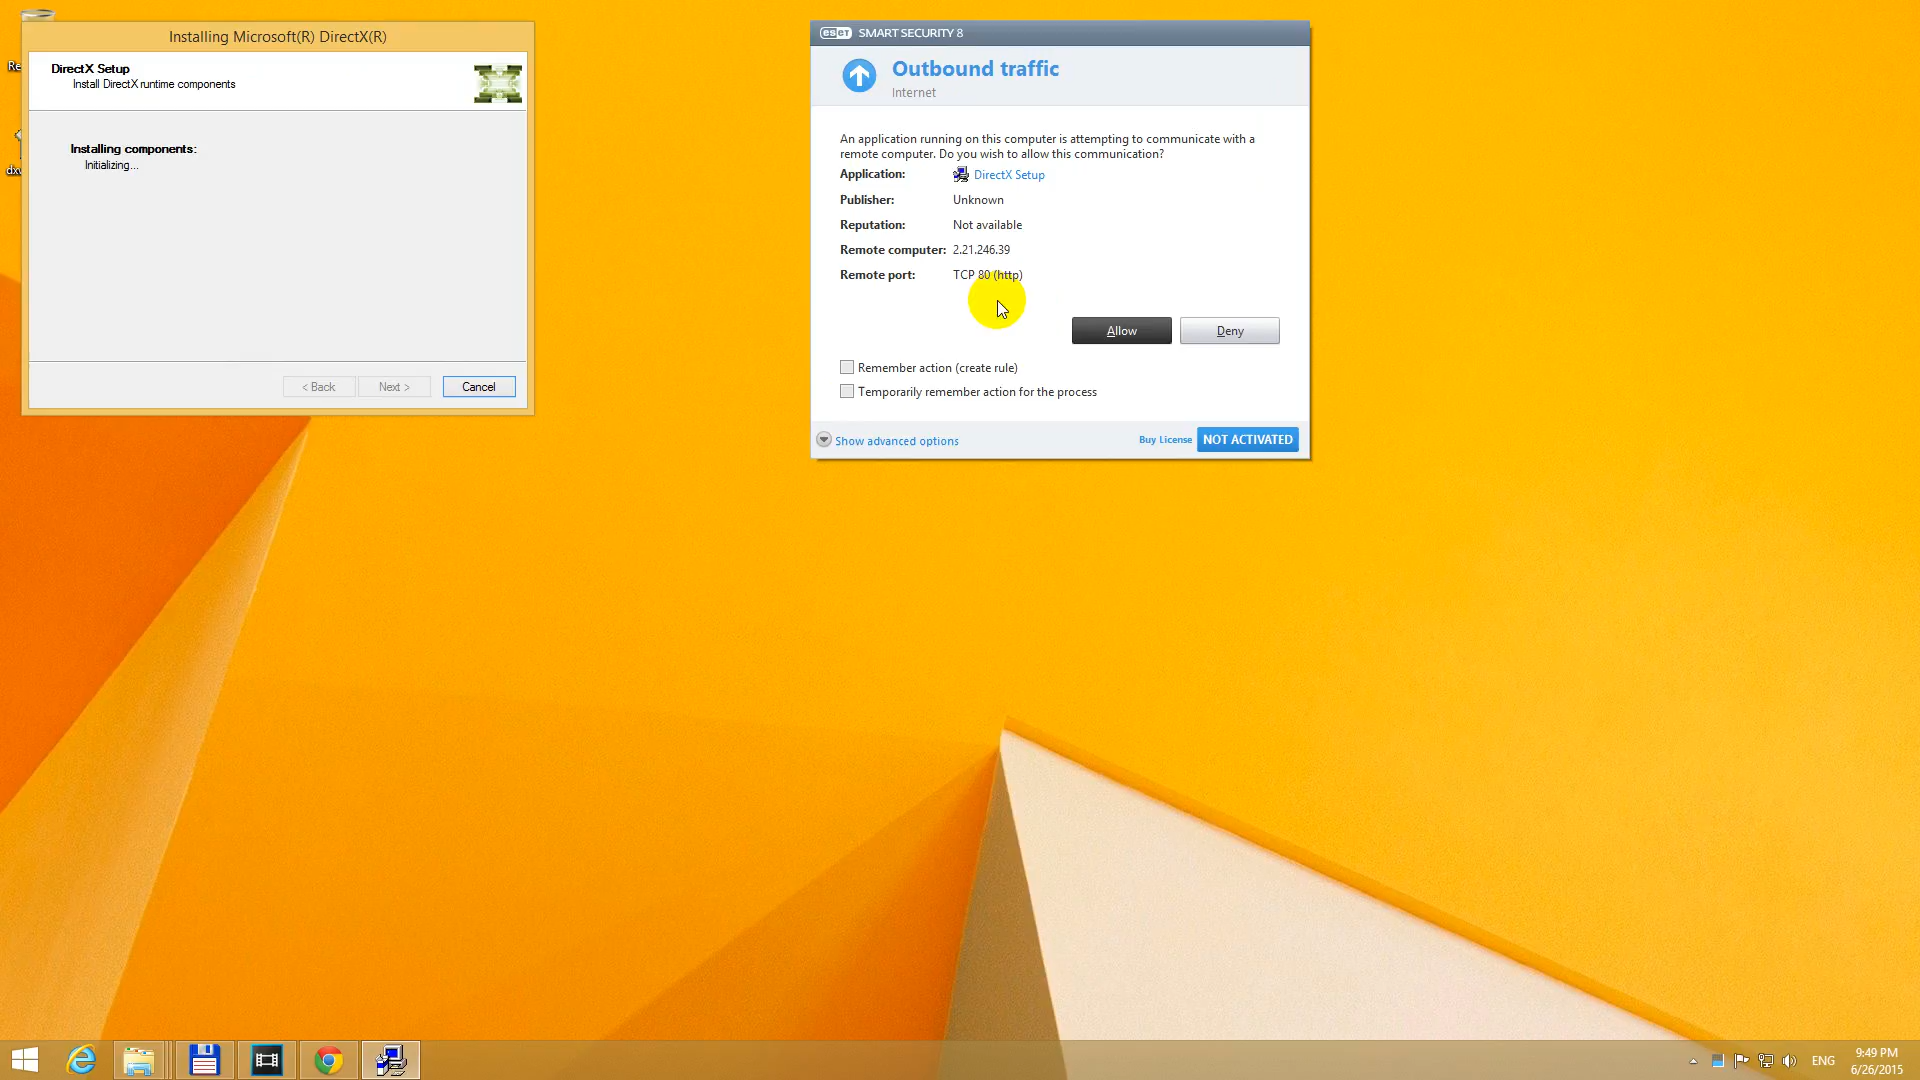 Installing Microsoft(R) DirectX(R)
DirectX Setup
Install DirectX runtime components
Installing components:
Initializing...
< Back
Next >
Cancel
eset SMART SECURITY 8
Outbound traffic
Internet
An application running on this computer is attempting to communicate with a
remote computer. Do you wish to allow this communication?
Application: DirectX Setup
Publisher: Unknown
Reputation: Not available
Remote computer: 2.21.246.39
Remote port: TCP 80 (http)
Allow
Deny
Remember action (create rule)
Temporarily remember action for the process
Show advanced options
Buy License
NOT ACTIVATED
ENG
9:49 PM
6/26/2015